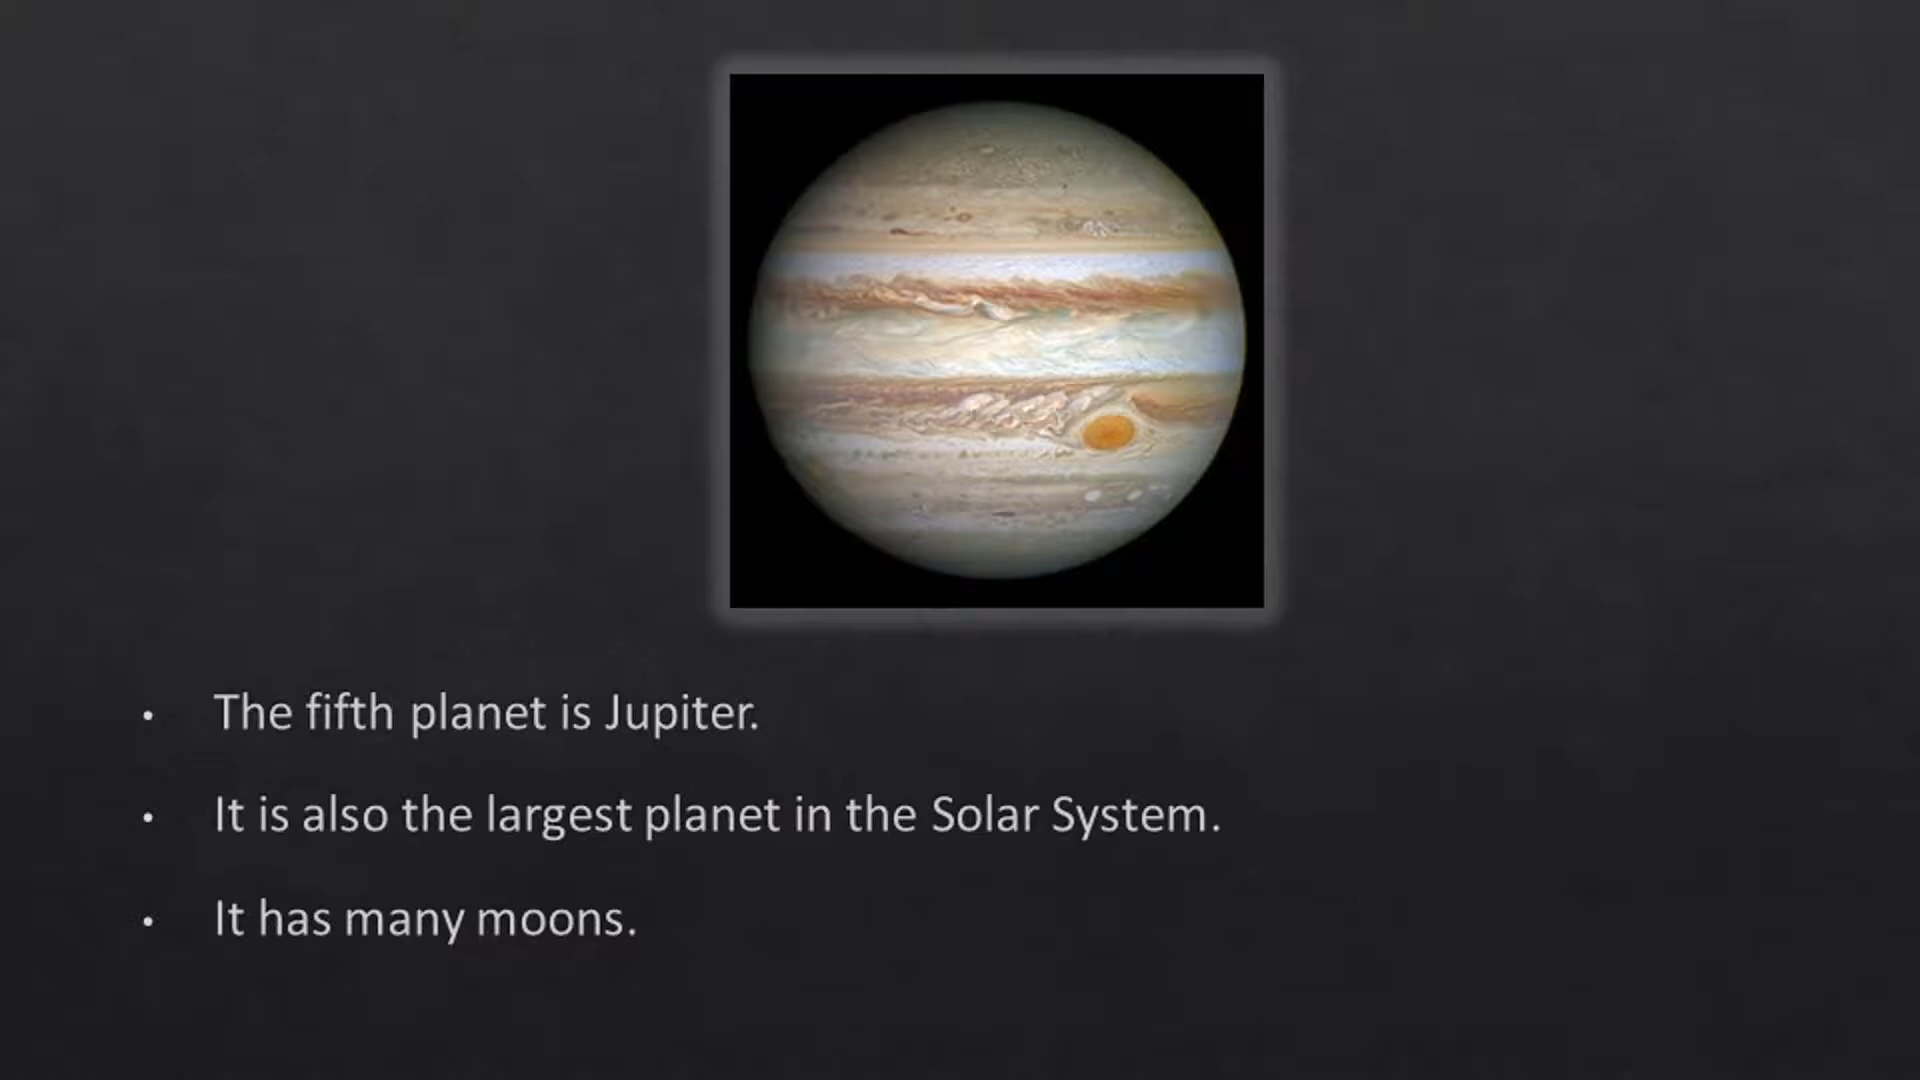 • The fifth planet is Jupiter.
• It is also the largest planet in the Solar System.
• It has many moons.